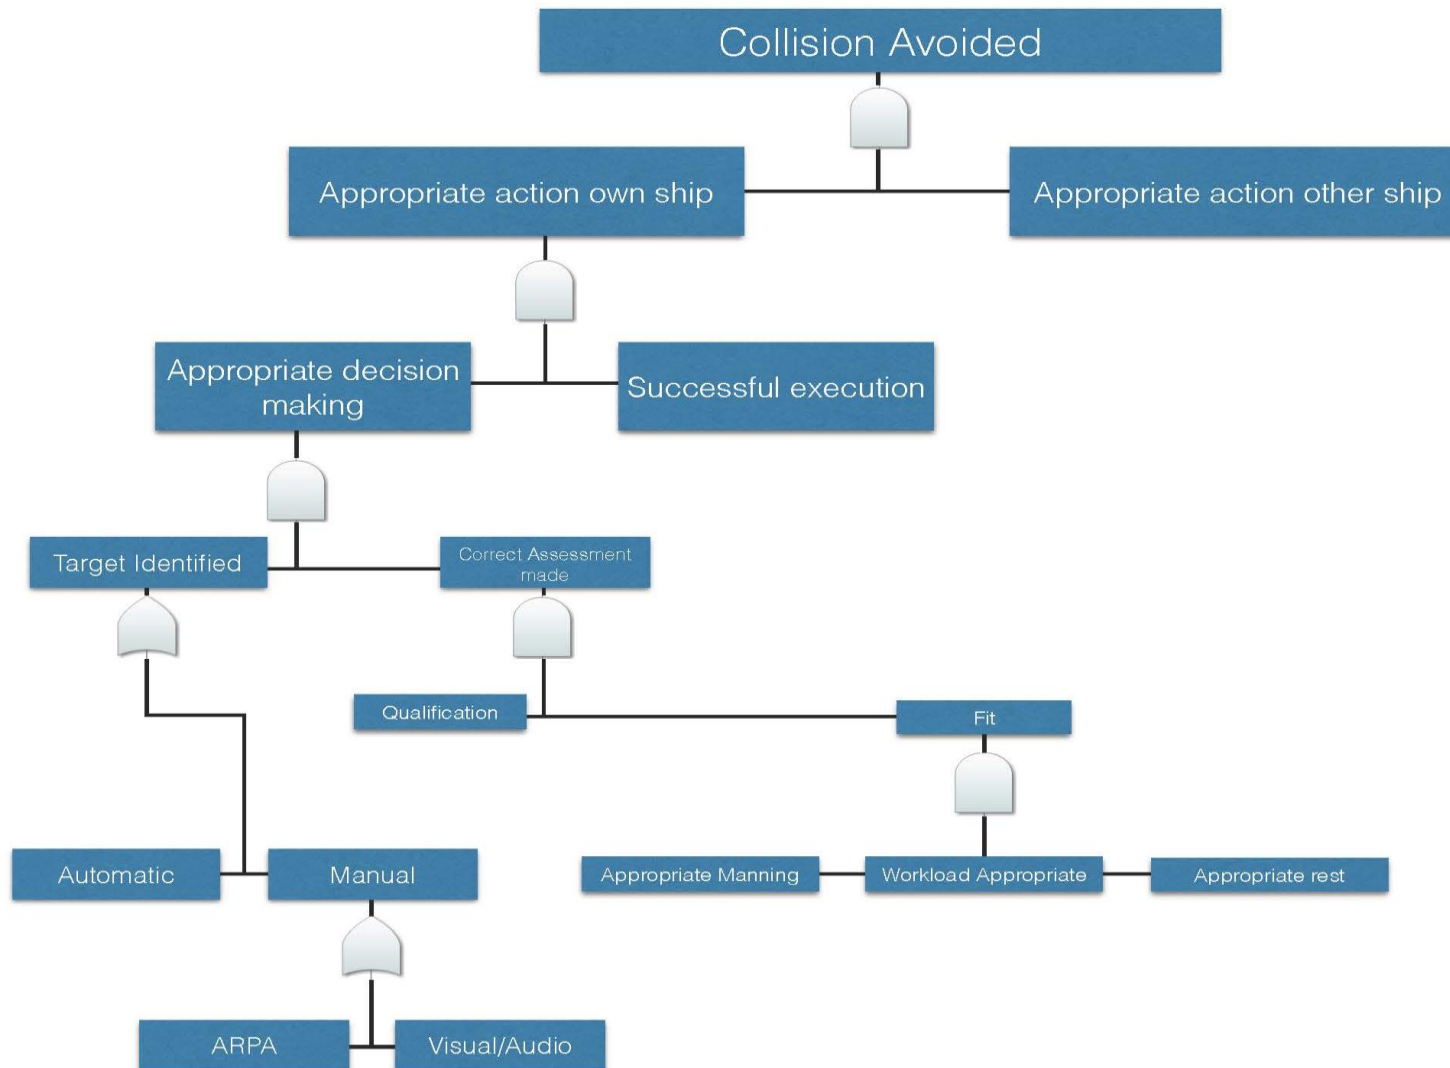 Collision Avoided
Appropriate action own ship
Appropriate action other ship
Appropriate decision
making
Successful execution
Target Identified
Correct Assessment
made
Qualification
Fit
Automatic
Manual
Appropriate Manning
Workload Appropriate
Appropriate rest
ARPA
Visual/Audio